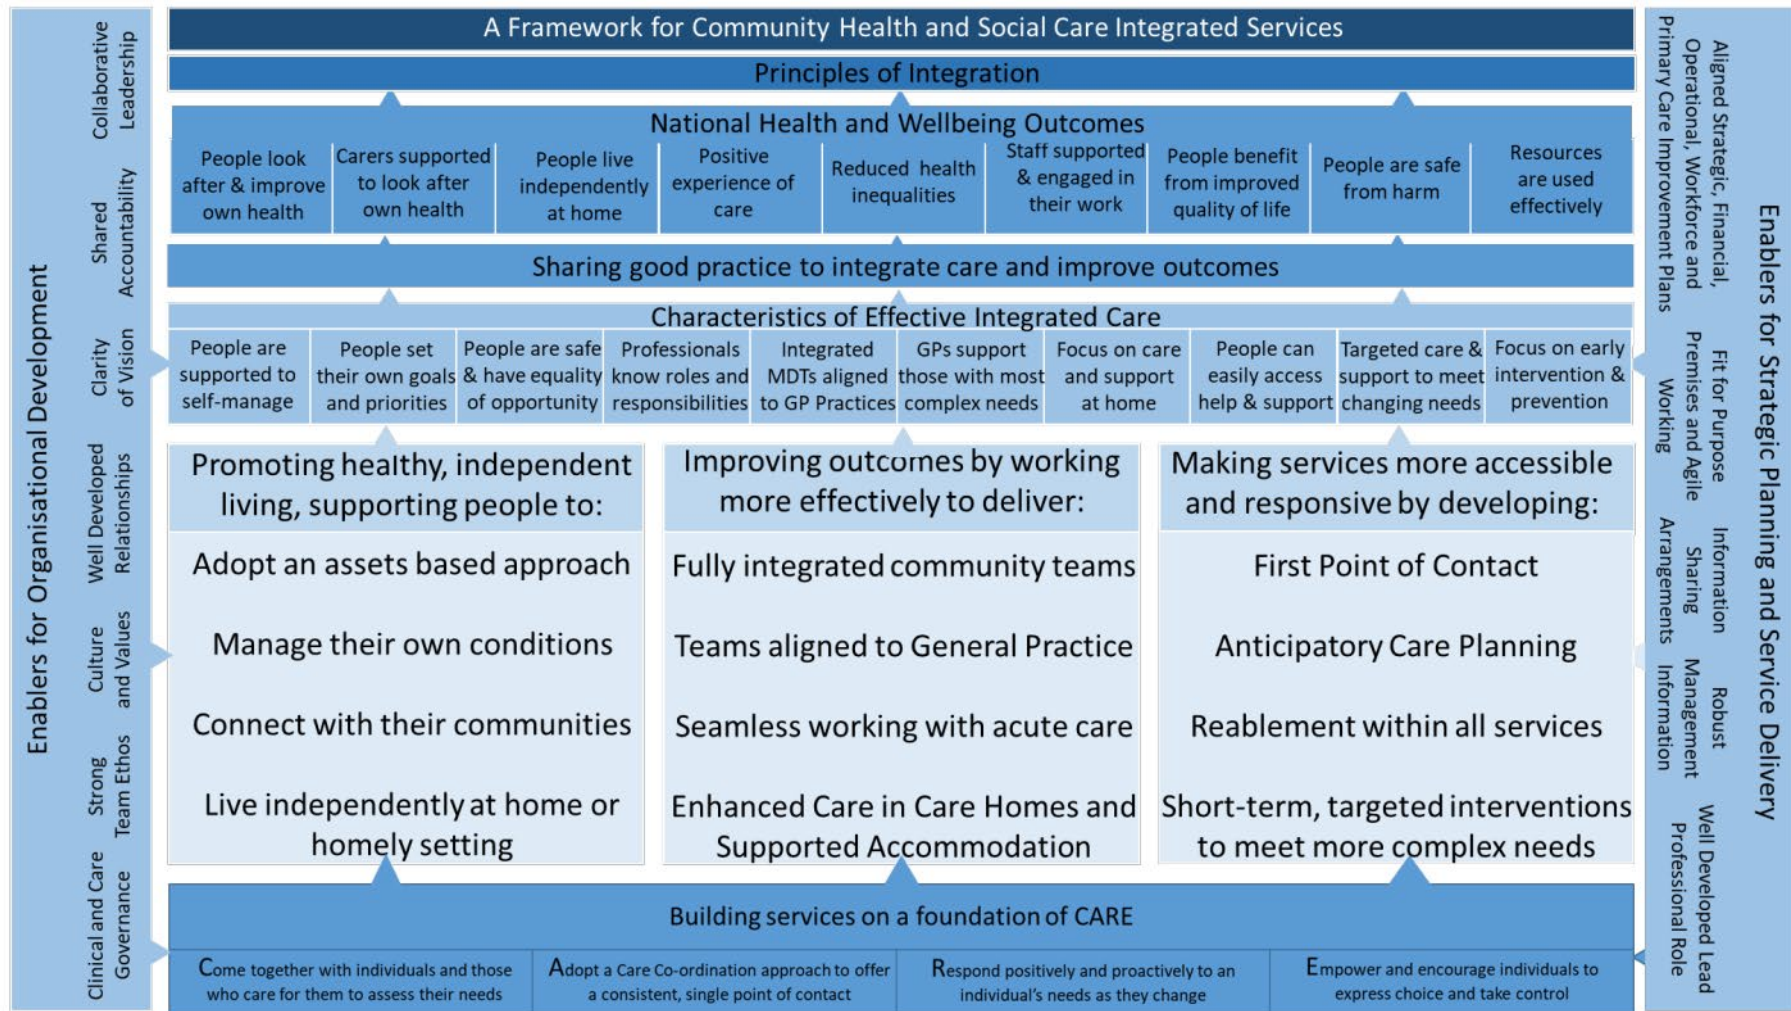 A Framework for Community Health and Social Care Integrated Services
Principles of Integration
National Health and Wellbeing Outcomes
People look
after & improve
own health
Carers supported
to look after
own health
People live
independently
at home
Positive
experience of
care
Reduced health
inequalities
Staff supported
& engaged in
their work
People benefit
from improved
quality of life
People are safe
from harm
Resources
are used
effectively
Sharing good practice to integrate care and improve outcomes
Characteristics of Effective Integrated Care
People are
supported to
self-manage
People set
their own goals
and priorities
People are safe
& have equality
of opportunity
Professionals
know roles and
responsibilities
Integrated
MDTs aligned
to GP Practices
GPs support
those with most
complex needs
Focus on care
and support
at home
People can
easily access
help & support
Targeted care &
support to meet
changing needs
Focus on early
intervention &
prevention
Promoting healthy, independent
living, supporting people to:
Adopt an assets based approach
Manage their own conditions
Connect with their communities
Live independently at home or
homely setting
Improving outcomes by working
more effectively to deliver:
Fully integrated community teams
Teams aligned to General Practice
Seamless working with acute care
Enhanced Care in Care Homes and
Supported Accommodation
Making services more accessible
and responsive by developing:
First Point of Contact
Anticipatory Care Planning
Reablement within all services
Short-term, targeted interventions
to meet more complex needs
Building services on a foundation of CARE
Come together with individuals and those
who care for them to assess their needs
Adopt a Care Co-ordination approach to offer
a consistent, single point of contact
Respond positively and proactively to an
individual's needs as they change
Empower and encourage individuals to
express choice and take control
Enablers for Organisational Development
Collaborative
Leadership
Shared
Accountability
Clarity
of Vision
Well Developed
Relationships
Culture
and Values
Strong
Team Ethos
Clinical and Care
Governance
Enablers for Strategic Planning and Service Delivery
Aligned Strategic, Financial,
Operational, Workforce and
Primary Care Improvement Plans
Fit for Purpose
Premises and Agile
Working
Information
Sharing
Arrangements
Robust
Management
Information
Well Developed Lead
Professional Role